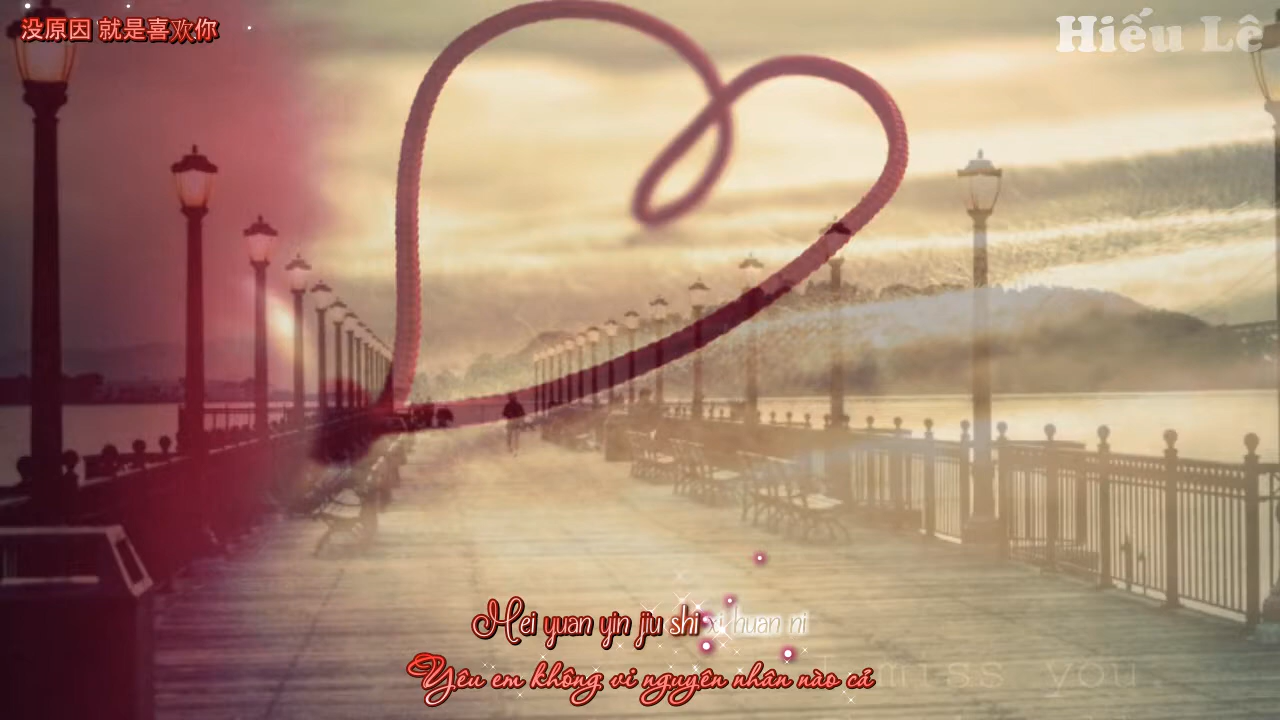 没原因 就是喜欢你
Hiếu Lê
Mei yuan yin jiu shi xi huan ni
Yêu em không vi nguyên nhân nào cả
miss you